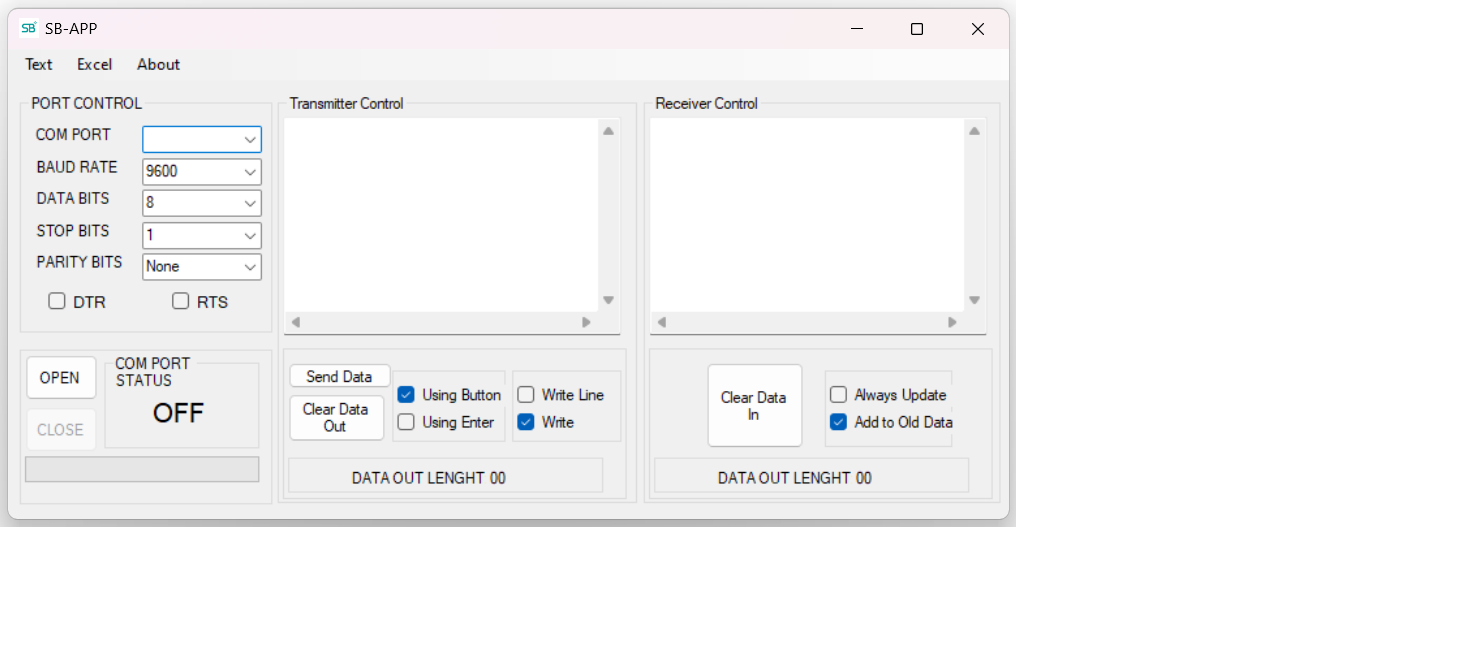 SB SB-APP
Text Excel About
PORT CONTROL
COM PORT
BAUD RATE 9600
DATA BITS 8
STOP BITS 1
PARITY BITS None
DTR RTS
OPEN
CLOSE
COM PORT
STATUS
OFF
Transmitter Control
Send Data
Clear Data
Out
Using Button
Using Enter
Write Line
Write
DATA OUT LENGHT 00
Receiver Control
Clear Data
In
Always Update
Add to Old Data
DATA OUT LENGHT 00